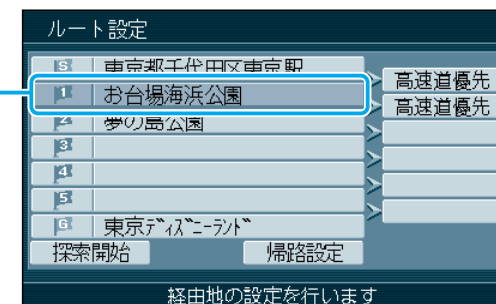 ルート設定
S 東京都千代田区東京駅
1 お台場海浜公園 高速道優先
2 夢の島公園 高速道優先
3
4
5
G 東京ディズニーランド
探索開始 帰路設定
経由地の設定を行います